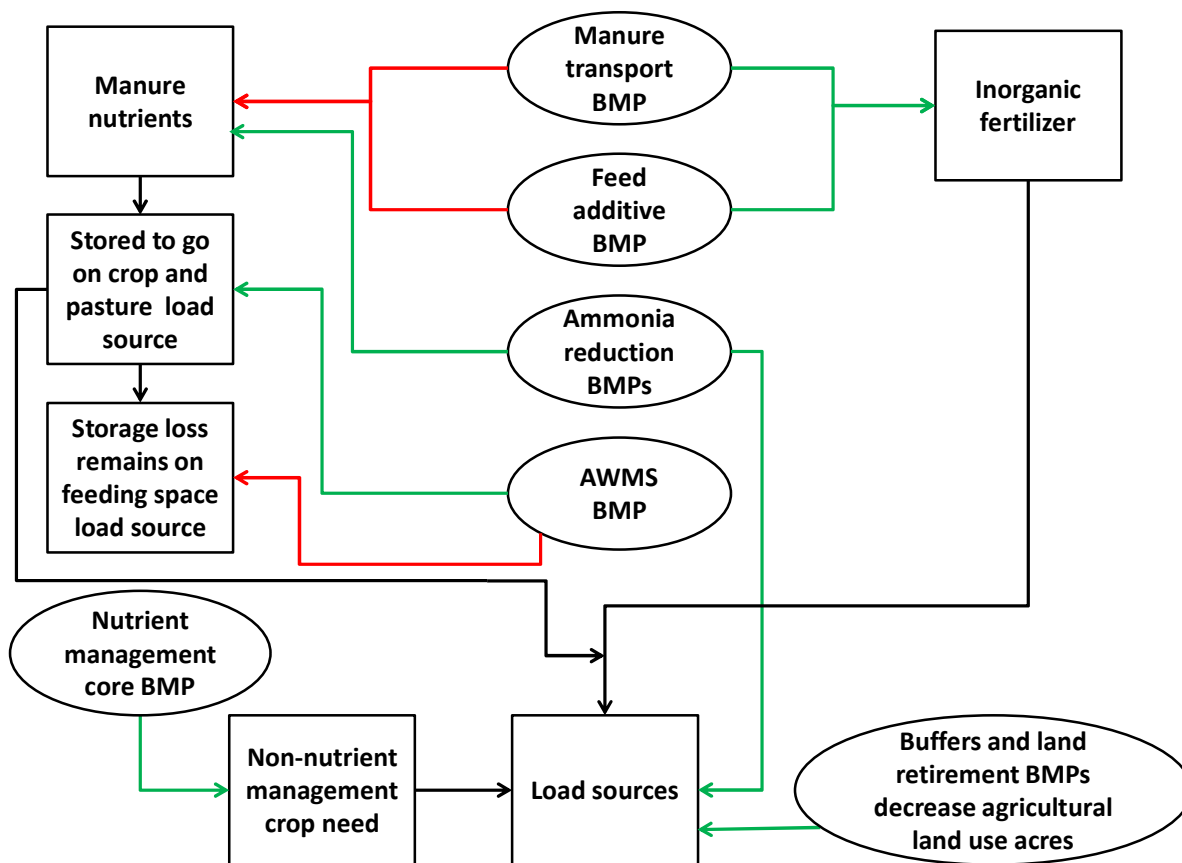 Manure
nutrients
Manure
transport
BMP
Inorganic
fertilizer
Feed
additive
BMP
Stored to go
on crop and
pasture load
source
Ammonia
reduction
BMPs
Storage loss
remains on
feeding space
load source
AWMS
BMP
Nutrient
management
core BMP
Non-nutrient
management
crop need
Load sources
Buffers and land
retirement BMPs
decrease agricultural
land use acres